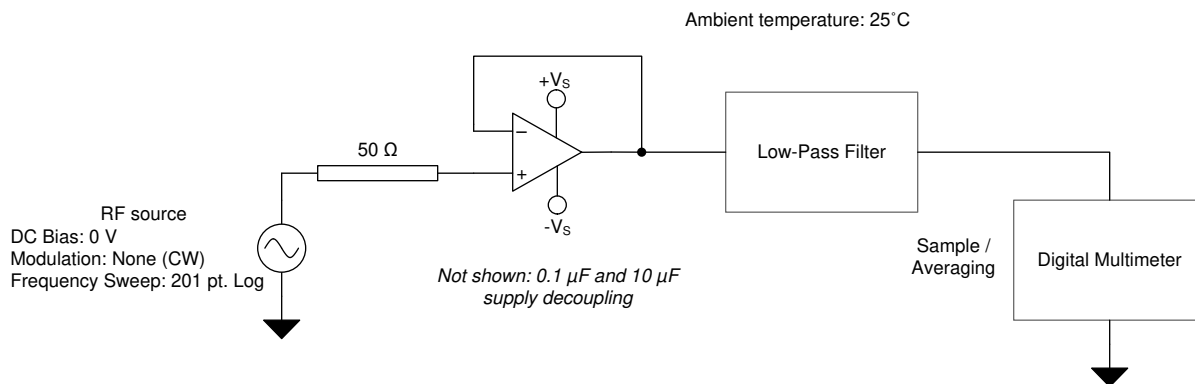 Ambient temperature: 25˚C
+VS
50 Ω
−
+
Low-Pass Filter
-VS
RF source
DC Bias: 0 V
Modulation: None (CW)
Frequency Sweep: 201 pt. Log
Not shown: 0.1 µF and 10 µF
supply decoupling
Sample /
Averaging
Digital Multimeter